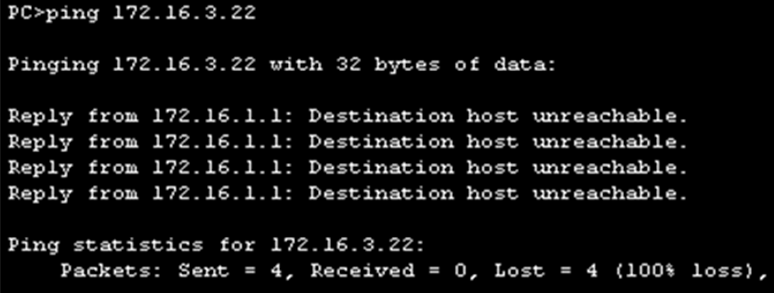 PC>ping 172.16.3.22
Pinging 172.16.3.22 with 32 bytes of data:
Reply from 172.16.1.1: Destination host unreachable.
Reply from 172.16.1.1: Destination host unreachable.
Reply from 172.16.1.1: Destination host unreachable.
Reply from 172.16.1.1: Destination host unreachable.
Ping statistics for 172.16.3.22:
Packets: Sent = 4, Received = 0, Lost = 4 (100% loss),